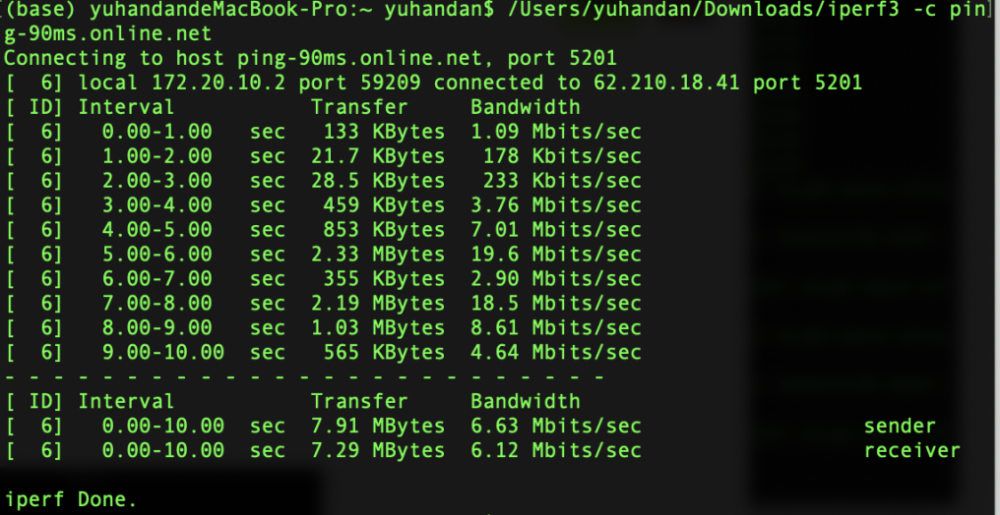 (base) yuhandandeMacBook-Pro:~ yuhandan$ /Users/yuhandan/Downloads/iperf3 -c pin
g-90ms.online.net
Connecting to host ping-90ms.online.net, port 5201
[  6] local 172.20.10.2 port 59209 connected to 62.210.18.41 port 5201
[ ID] Interval           Transfer     Bandwidth
[  6]   0.00-1.00   sec   133 KBytes  1.09 Mbits/sec
[  6]   1.00-2.00   sec  21.7 KBytes   178 Kbits/sec
[  6]   2.00-3.00   sec  28.5 KBytes   233 Kbits/sec
[  6]   3.00-4.00   sec   459 KBytes  3.76 Mbits/sec
[  6]   4.00-5.00   sec   853 KBytes  7.01 Mbits/sec
[  6]   5.00-6.00   sec  2.33 MBytes  19.6 Mbits/sec
[  6]   6.00-7.00   sec   355 KBytes  2.90 Mbits/sec
[  6]   7.00-8.00   sec  2.19 MBytes  18.5 Mbits/sec
[  6]   8.00-9.00   sec  1.03 MBytes  8.61 Mbits/sec
[  6]   9.00-10.00  sec   565 KBytes  4.64 Mbits/sec
- - - - - - - - - - - - - - - - - - - - - - - - -
[ ID] Interval           Transfer     Bandwidth
[  6]   0.00-10.00  sec  7.91 MBytes  6.63 Mbits/sec                  sender
[  6]   0.00-10.00  sec  7.29 MBytes  6.12 Mbits/sec                  receiver
iperf Done.